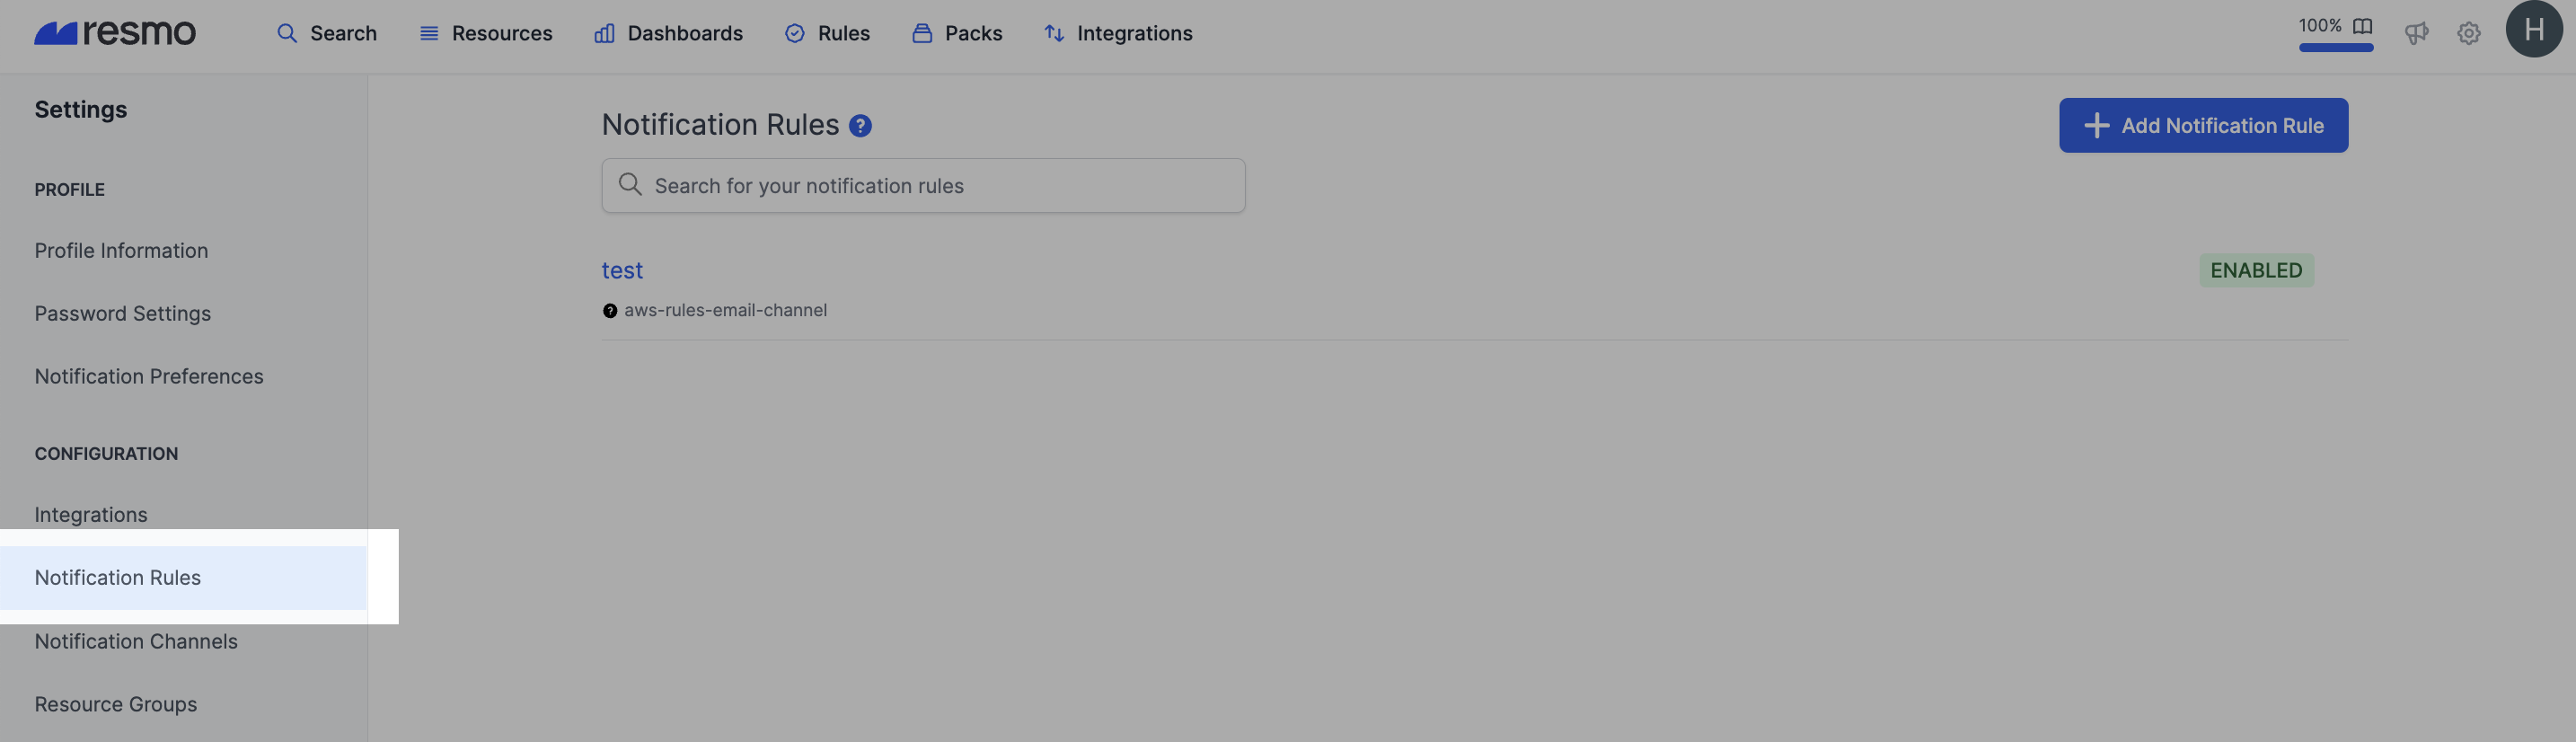 resmo
Search
Resources
Dashboards
Rules
Packs
Integrations
100%
H
Settings
PROFILE
Profile Information
Password Settings
Notification Preferences
CONFIGURATION
Integrations
Notification Rules
Notification Channels
Resource Groups
Notification Rules ?
Add Notification Rule
Search for your notification rules
test
ENABLED
? aws-rules-email-channel